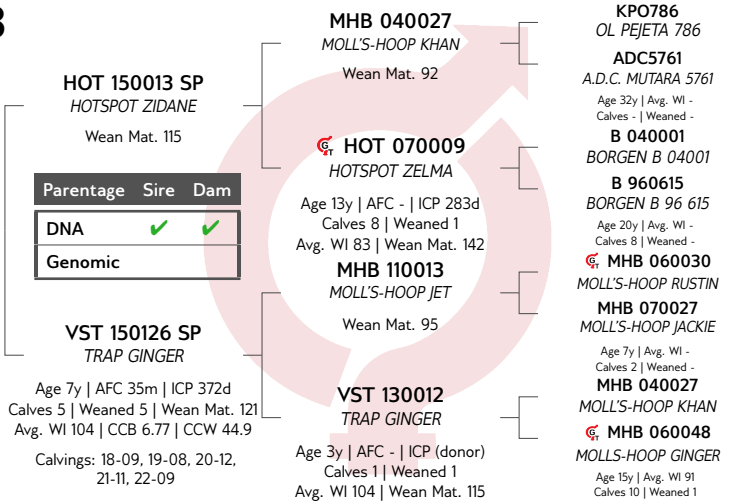 HOT 150013 SP
HOTSPOT ZIDANE
Wean Mat. 115
Parentage Sire Dam
DNA ✔ ✔
Genomic
VST 150126 SP
TRAP GINGER
Age 7y | AFC 35m | ICP 372d
Calves 5 | Weaned 5 | Wean Mat. 121
Avg. WI 104 | CCB 6.77 | CCW 44.9
Calvings: 18-09, 19-08, 20-12,
21-11, 22-09
MHB 040027
MOLL'S-HOOP KHAN
Wean Mat. 92
GT HOT 070009
HOTSPOT ZELMA
Age 13y | AFC - | ICP 283d
Calves 8 | Weaned 1
Avg. WI 83 | Wean Mat. 142
MHB 110013
MOLL'S-HOOP JET
Wean Mat. 95
VST 130012
TRAP GINGER
Age 3y | AFC - | ICP (donor)
Calves 1 | Weaned 1
Avg. WI 104 | Wean Mat. 115
KPO786
OL PEJETA 786
ADC5761
A.D.C. MUTARA 5761
Age 32y | Avg. WI -
Calves - | Weaned -
B 040001
BORGEN B 04001
B 960615
BORGEN B 96 615
Age 20y | Avg. WI -
Calves 8 | Weaned -
GT MHB 060030
MOLL'S-HOOP RUSTIN
MHB 070027
MOLL'S-HOOP JACKIE
Age 7y | Avg. WI -
Calves 2 | Weaned -
MHB 040027
MOLL'S-HOOP KHAN
GT MHB 060048
MOLLS-HOOP GINGER
Age 15y | Avg. WI 91
Calves 10 | Weaned 1